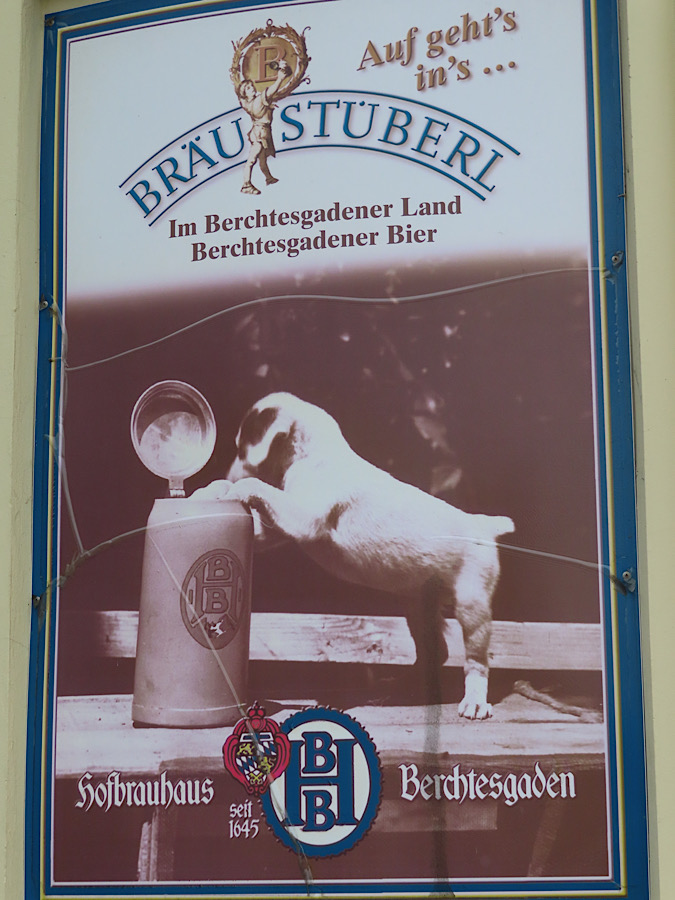 Auf geht's
in's ...
B
BRÄU STÜBERL
Im Berchtesgadener Land
Berchtesgadener Bier
HBB
Hofbrauhaus
seit
1645
HBB
Berchtesgaden